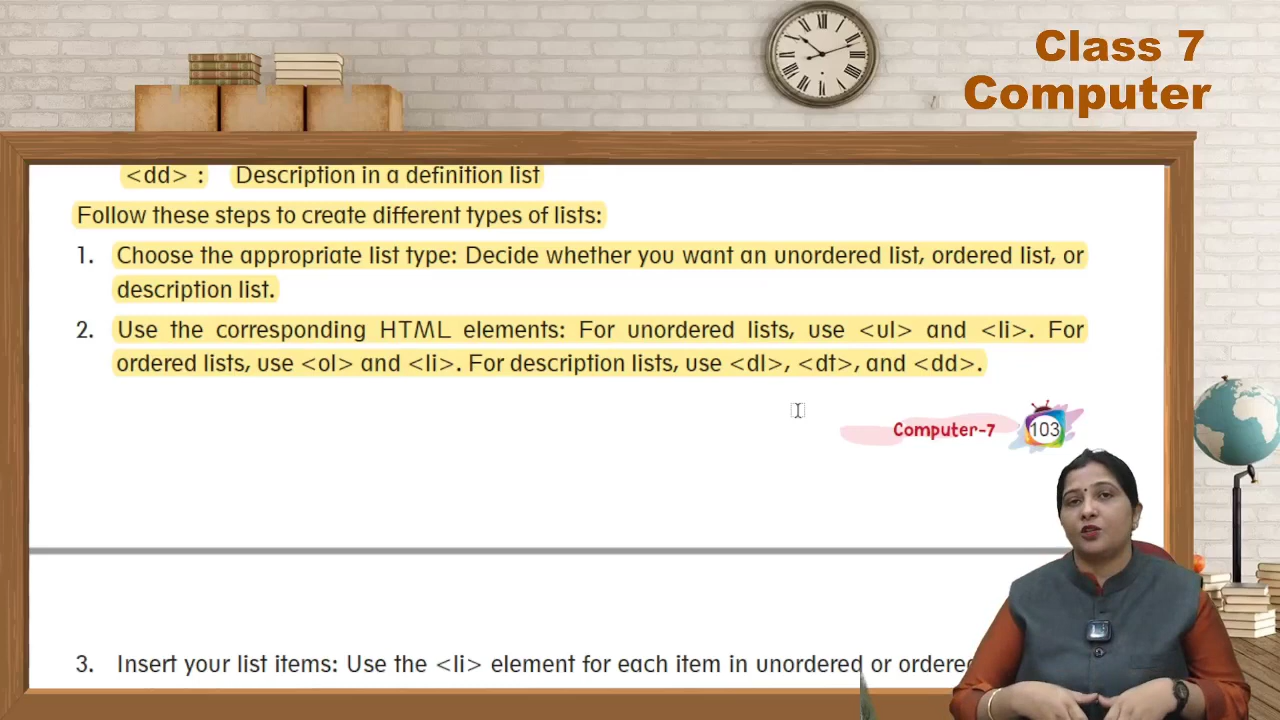 Class 7
Computer
<dd> : Description in a definition list
Follow these steps to create different types of lists:
1. Choose the appropriate list type: Decide whether you want an unordered list, ordered list, or
description list.
2. Use the corresponding HTML elements: For unordered lists, use <ul> and <li>. For
ordered lists, use <ol> and <li>. For description lists, use <dl>, <dt>, and <dd>.
Computer-7 103
3. Insert your list items: Use the <li> element for each item in unordered or